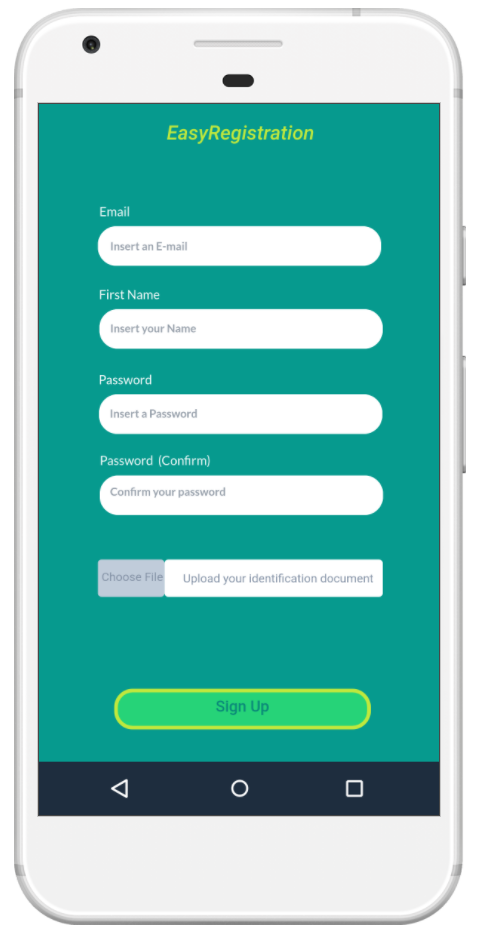 EasyRegistration
Email
Insert an E-mail
First Name
Insert your Name
Password
Insert a Password
Password (Confirm)
Confirm your password
Choose File Upload your identification document
Sign Up